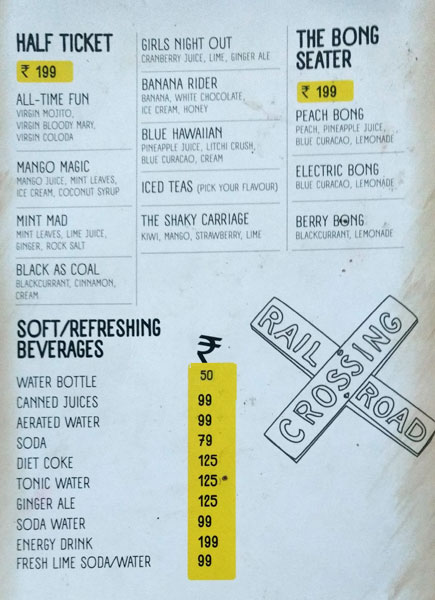 HALF TICKET
₹ 199
ALL-TIME FUN
VIRGIN MOJITO,
VIRGIN BLOODY MARY,
VIRGIN COLODA
MANGO MAGIC
MANGO JUICE, MINT LEAVES,
ICE CREAM, COCONUT SYRUP
MINT MAD
MINT LEAVES, LIME JUICE,
GINGER, ROCK SALT
BLACK AS COAL
BLACKCURRANT, CINNAMON,
CREAM
GIRLS NIGHT OUT
CRANBERRY JUICE, LIME, GINGER ALE
BANANA RIDER
BANANA, WHITE CHOCOLATE,
ICE CREAM, HONEY
BLUE HAWAIIAN
PINEAPPLE JUICE, LITCHI CRUSH,
BLUE CURACAO, CREAM
ICED TEAS (PICK YOUR FLAVOUR)
THE SHAKY CARRIAGE
KIWI, MANGO, STRAWBERRY, LIME
THE BONG
SEATER
₹ 199
PEACH BONG
PEACH, PINEAPPLE JUICE,
BLUE CURACAO, LEMONADE
ELECTRIC BONG
BLUE CURACAO, LEMONADE
BERRY BONG
BLACKCURRANT, LEMONADE
SOFT/REFRESHING
BEVERAGES
₹
WATER BOTTLE 50
CANNED JUICES 99
AERATED WATER 99
SODA 79
DIET COKE 125
TONIC WATER 125
GINGER ALE 125
SODA WATER 99
ENERGY DRINK 199
FRESH LIME SODA/WATER 99
RAIL ROAD
CROSSING